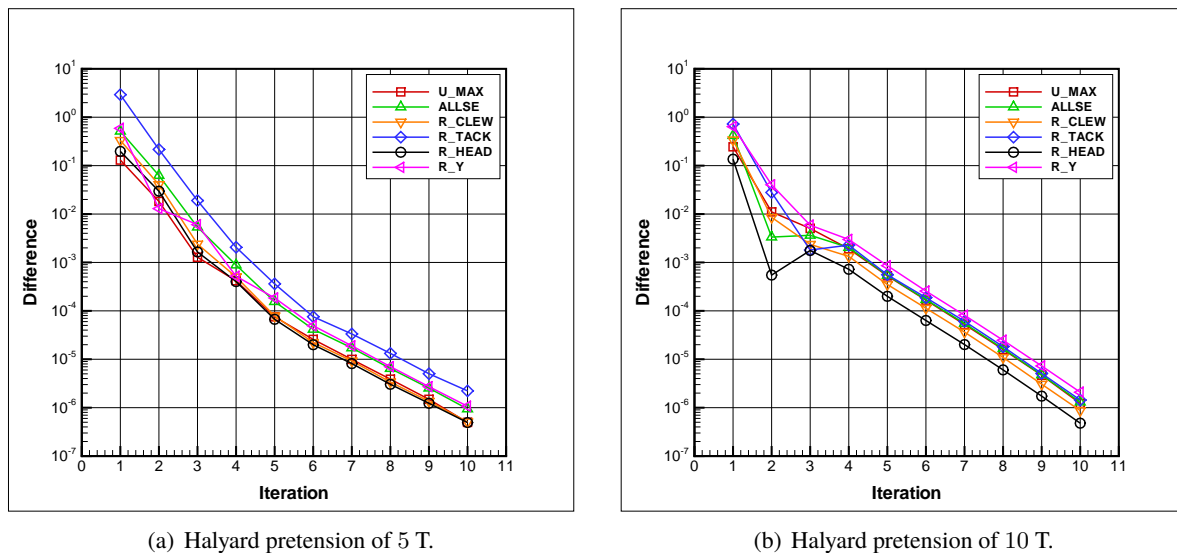 10^1
10^0
10^-1
10^-2
10^-3
10^-4
10^-5
10^-6
10^-7
Difference
0 1 2 3 4 5 6 7 8 9 10 11
Iteration
U_MAX
ALLSE
R_CLEW
R_TACK
R_HEAD
R_Y
(a) Halyard pretension of 5 T.
10^1
10^0
10^-1
10^-2
10^-3
10^-4
10^-5
10^-6
10^-7
Difference
0 1 2 3 4 5 6 7 8 9 10 11
Iteration
U_MAX
ALLSE
R_CLEW
R_TACK
R_HEAD
R_Y
(b) Halyard pretension of 10 T.